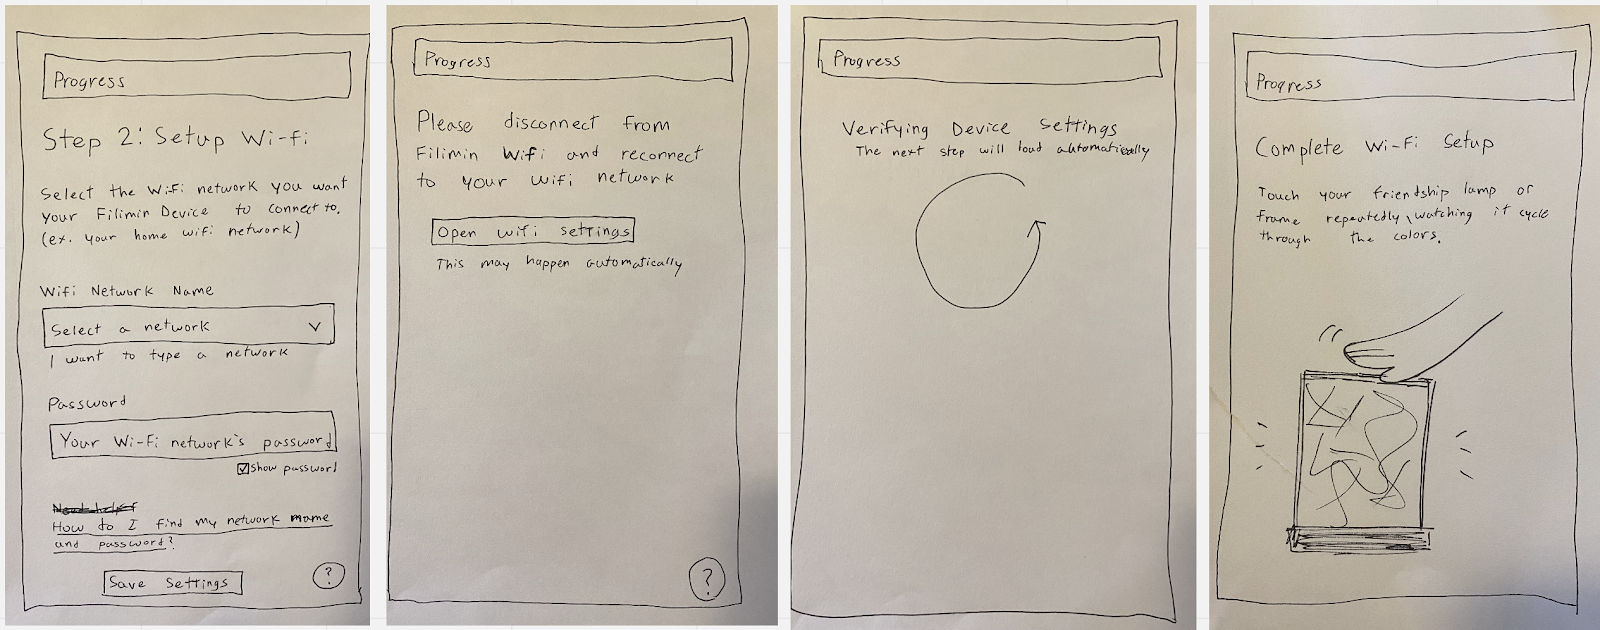 Progress
Step 2: Setup Wi-fi
Select the WiFi network you want
your Filimin Device to connect to.
(ex. your home wifi network)
Wifi Network Name
Select a network
I want to type a network
Password
Your Wi-Fi network's password
Show password
Need help?
How do I find my network name
and password?
Save Settings
?
Progress
Please disconnect from
Filimin Wifi and reconnect
to your wifi network
Open wifi settings
This may happen automatically
?
Progress
Verifying Device Settings
The next step will load automatically
Progress
Complete Wi-Fi Setup
Touch your friendship lamp or
frame repeatedly, watching it cycle
through the colors.